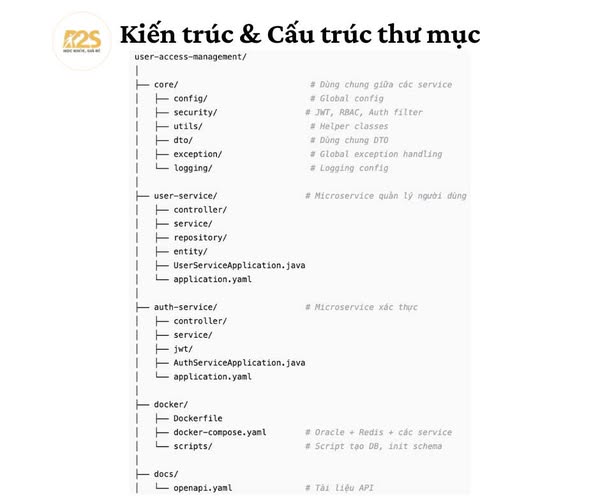 R2S
Kiến trúc & Cấu trúc thư mục
user-access-management/
│
├── core/ # Dùng chung giữa các service
│ ├── config/ # Global config
│ ├── security/ # JWT, RBAC, Auth filter
│ ├── utils/ # Helper classes
│ ├── dto/ # Dùng chung DTO
│ ├── exception/ # Global exception handling
│ └── logging/ # Logging config
│
├── user-service/ # Microservice quản lý người dùng
│ ├── controller/
│ ├── service/
│ ├── repository/
│ ├── entity/
│ ├── UserServiceApplication.java
│ └── application.yaml
│
├── auth-service/ # Microservice xác thực
│ ├── controller/
│ ├── service/
│ ├── jwt/
│ ├── AuthServiceApplication.java
│ └── application.yaml
│
├── docker/
│ ├── Dockerfile
│ ├── docker-compose.yaml # Oracle + Redis + các service
│ └── scripts/ # Script tạo DB, init schema
│
├── docs/
│ └── openapi.yaml # Tài liệu API